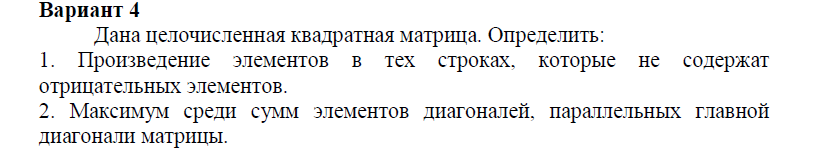 Вариант 4
Дана целочисленная квадратная матрица. Определить:
1. Произведение элементов в тех строках, которые не содержат
отрицательных элементов.
2. Максимум среди сумм элементов диагоналей, параллельных главной
диагонали матрицы.